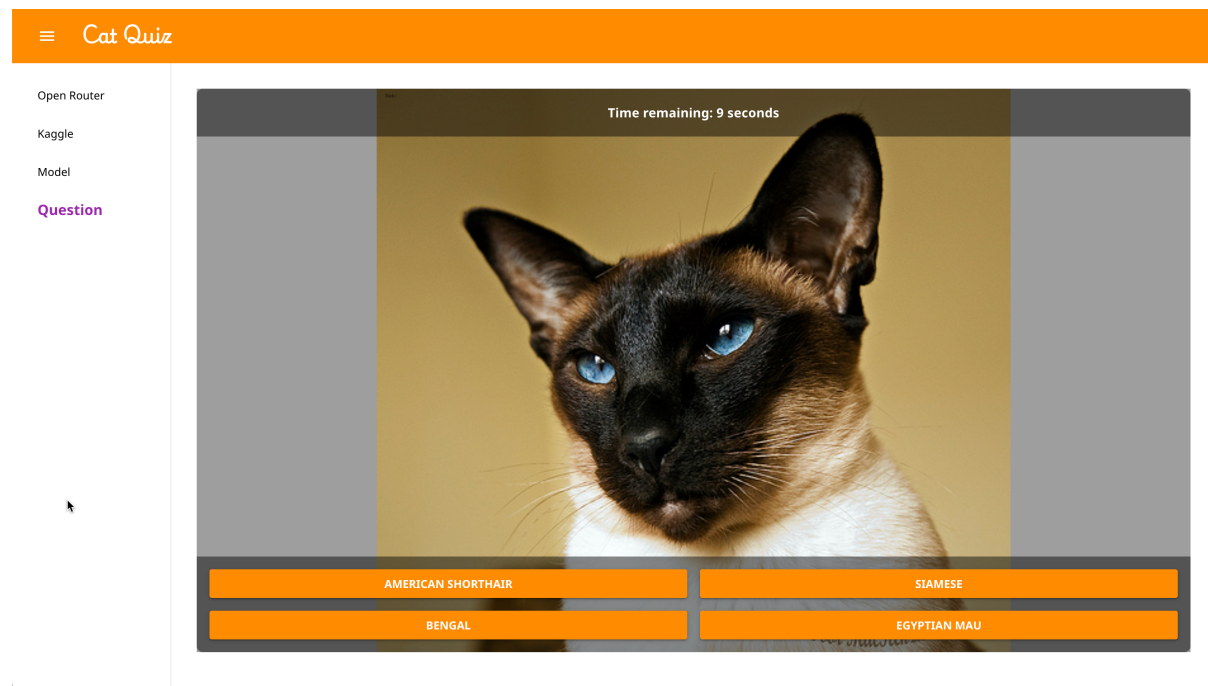 Cat Quiz
Open Router
Kaggle
Model
Question
Time remaining: 9 seconds
AMERICAN SHORTHAIR
SIAMESE
BENGAL
EGYPTIAN MAU